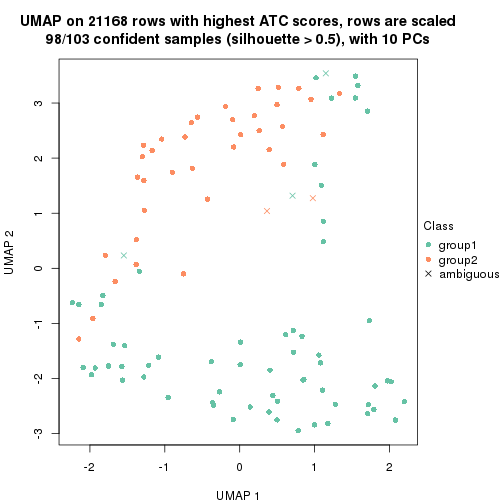 UMAP on 21168 rows with highest ATC scores, rows are scaled
98/103 confident samples (silhouette > 0.5), with 10 PCs
UMAP 2
3
2
1
0
-1
-2
-3
-2
-1
0
1
2
UMAP 1
Class
group1
group2
ambiguous